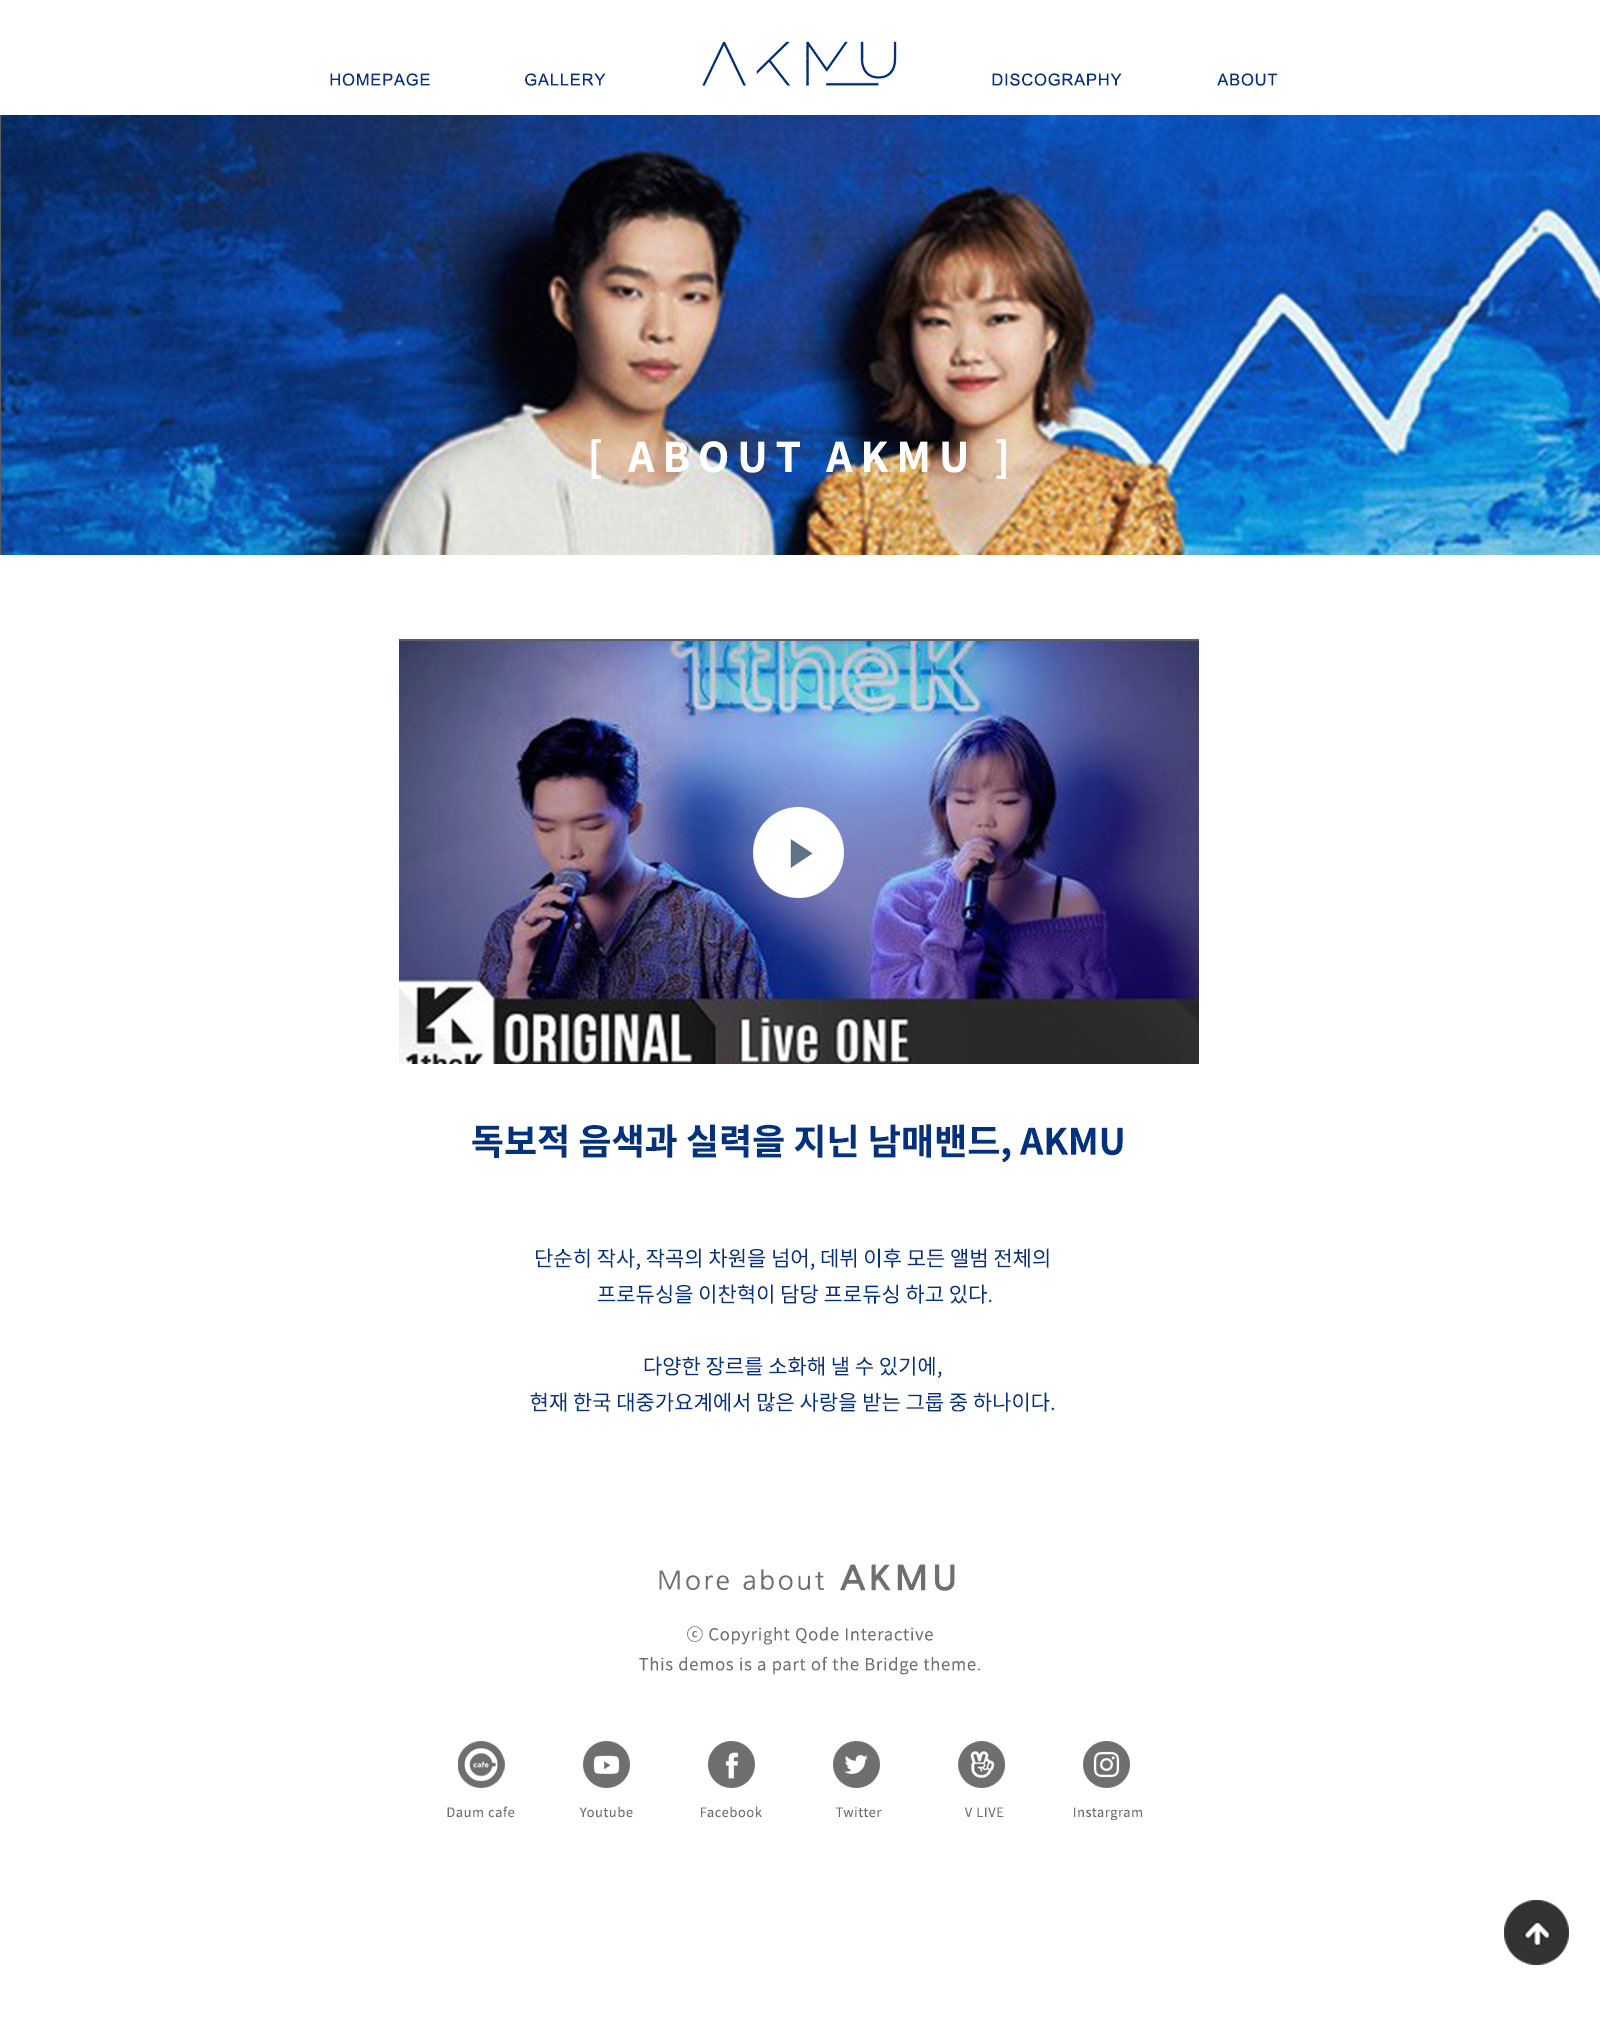 HOMEPAGE
GALLERY
AKMU
DISCOGRAPHY
ABOUT
[ ABOUT AKMU ]
1theK
1theK
ORIGINAL
Live ONE
독보적 음색과 실력을 지닌 남매밴드, AKMU
단순히 작사, 작곡의 차원을 넘어, 데뷔 이후 모든 앨범 전체의
프로듀싱을 이찬혁이 담당 프로듀싱 하고 있다.
다양한 장르를 소화해 낼 수 있기에,
현재 한국 대중가요계에서 많은 사랑을 받는 그룹 중 하나이다.
More about AKMU
ⓒ Copyright Qode Interactive
This demos is a part of the Bridge theme.
cafe
Daum cafe
Youtube
Facebook
Twitter
V LIVE
Instargram